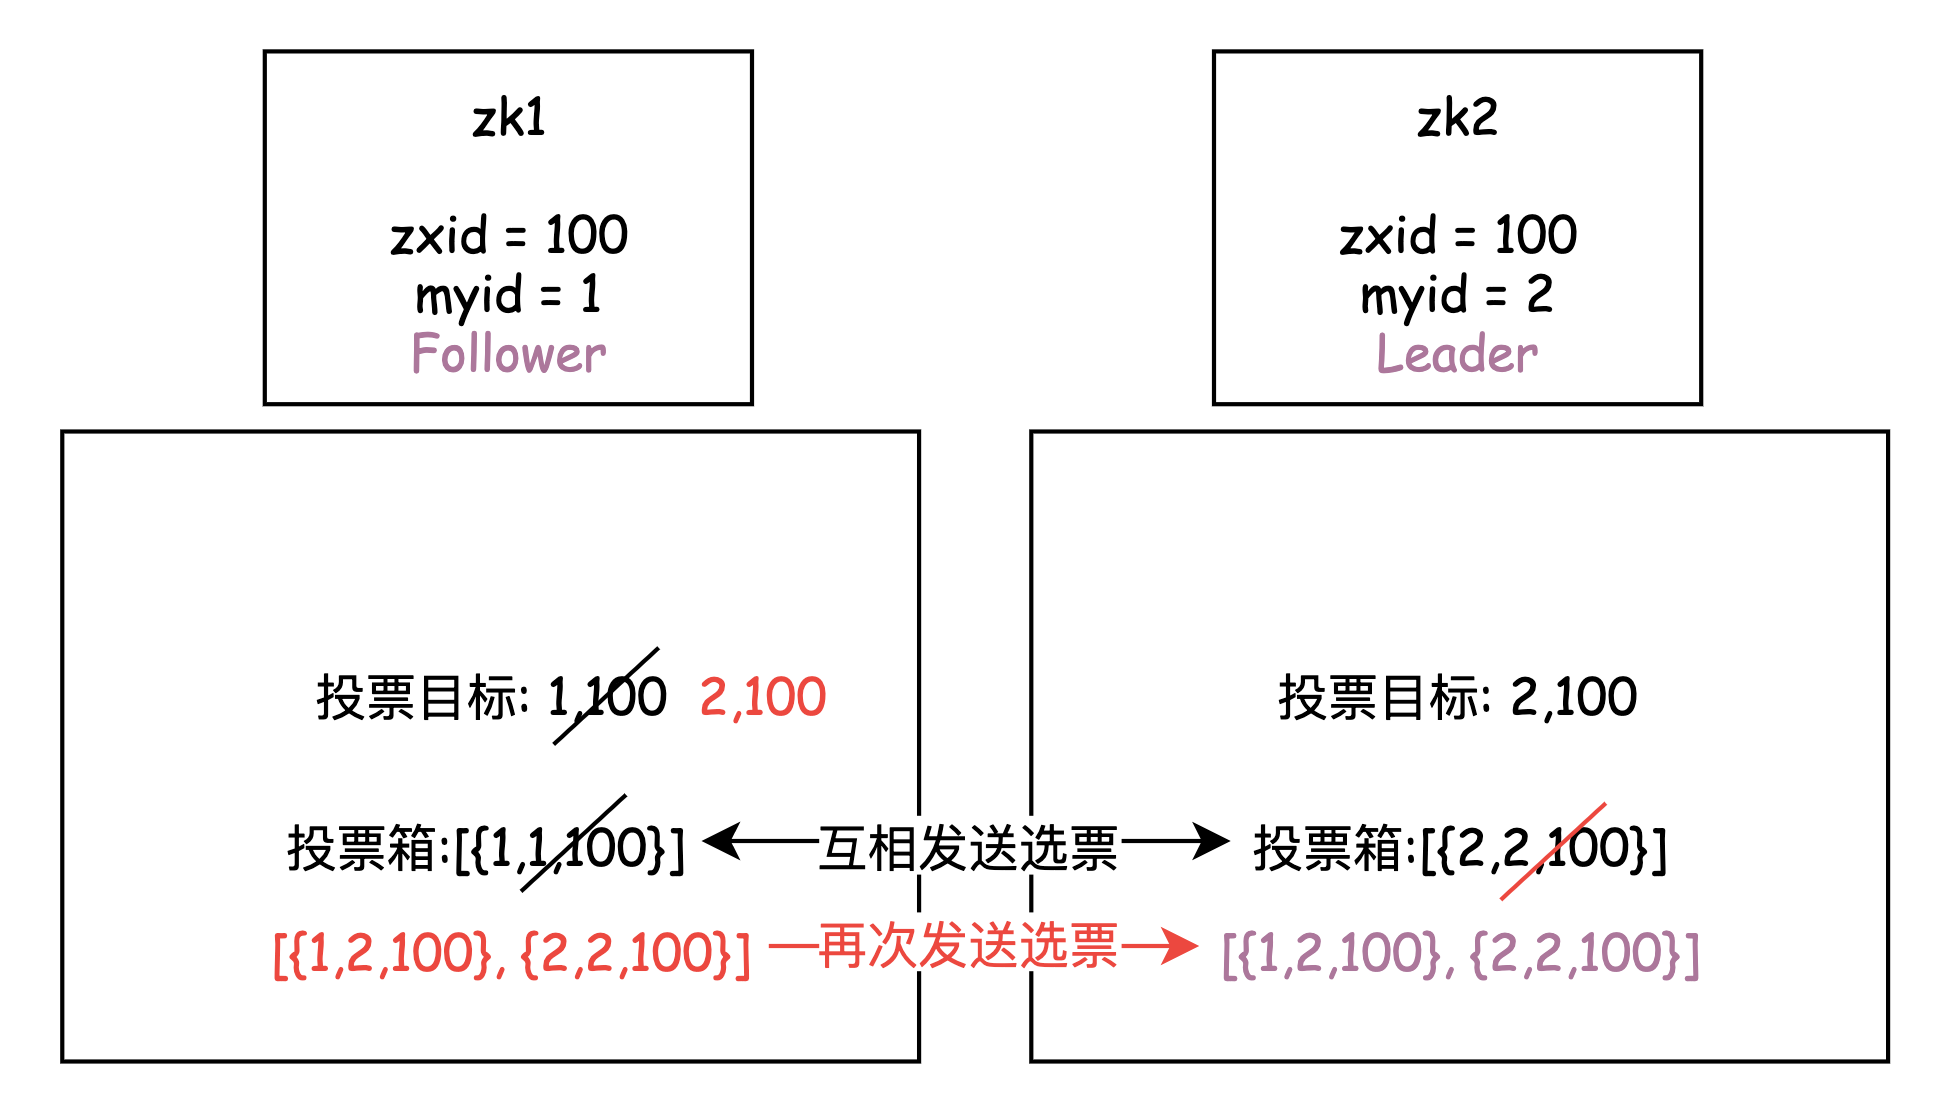 zk1
zxid = 100
myid = 1
Follower
zk2
zxid = 100
myid = 2
Leader
投票目标: 1,100 2,100
投票目标: 2,100
投票箱:[{1,1,100}]
互相发送选票
投票箱:[{2,2,100}]
[{1,2,100}, {2,2,100}]
再次发送选票
[{1,2,100}, {2,2,100}]